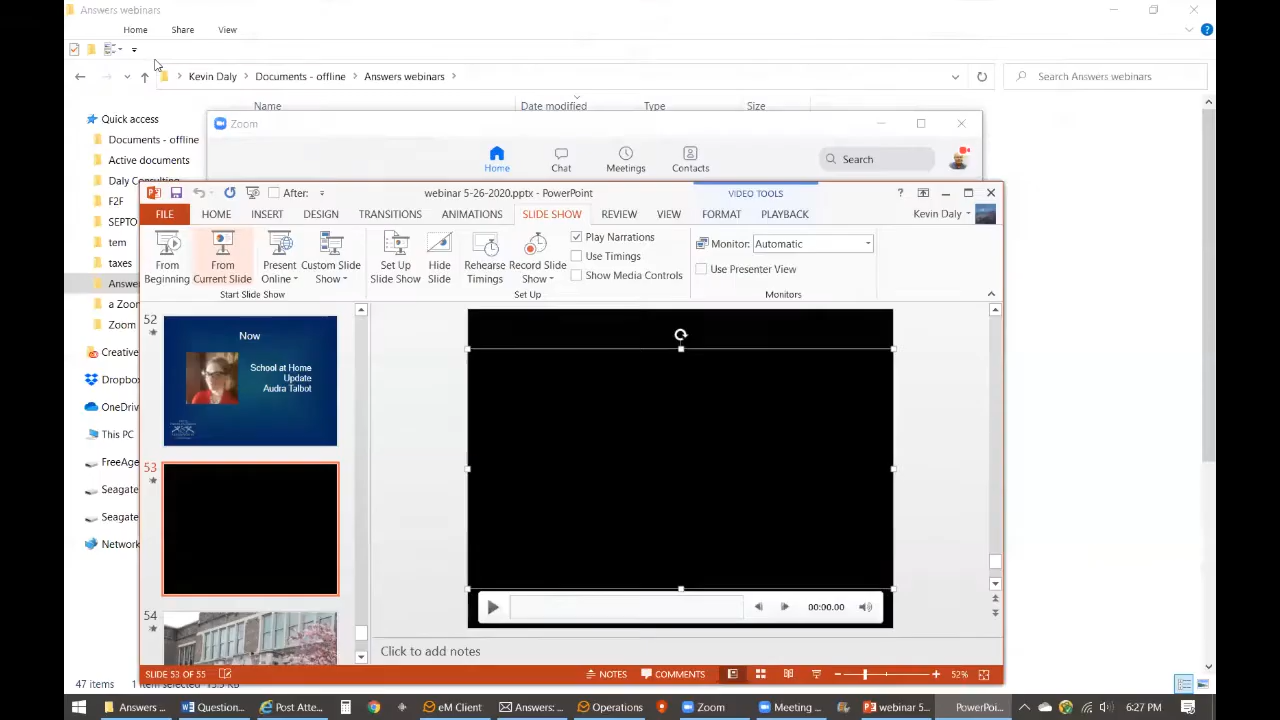 Answers webinars
Home Share View
Kevin Daly Documents - offline Answers webinars
Search Answers webinars
Name Date modified Type Size
Quick access
Documents - offline
Active documents
Daly Consulting
F2F
SEPTO
tem
taxes
Answe
a Zoo
Zoom
Creative
Dropbox
OneDriv
This PC
FreeAge
Seagate
Seagate
Network
47 items
Zoom
Home Chat Meetings Contacts
Search
After:
webinar 5-26-2020.pptx - PowerPoint
VIDEO TOOLS
FILE HOME INSERT DESIGN TRANSITIONS ANIMATIONS SLIDE SHOW REVIEW VIEW FORMAT PLAYBACK
Kevin Daly
From Beginning
From Current Slide
Present Online
Custom Slide Show
Start Slide Show
Set Up Slide Show
Hide Slide
Rehearse Timings
Record Slide Show
Play Narrations
Use Timings
Show Media Controls
Set Up
Monitor: Automatic
Use Presenter View
Monitors
52
Now
School at Home
Update
Audra Talbot
53
54
00:00.00
Click to add notes
SLIDE 53 OF 55
NOTES COMMENTS
52%
Answers ...
Question...
Post Atte...
eM Client
Answers: ...
Operations
Zoom
Meeting ...
webinar 5...
PowerPoi...
6:27 PM